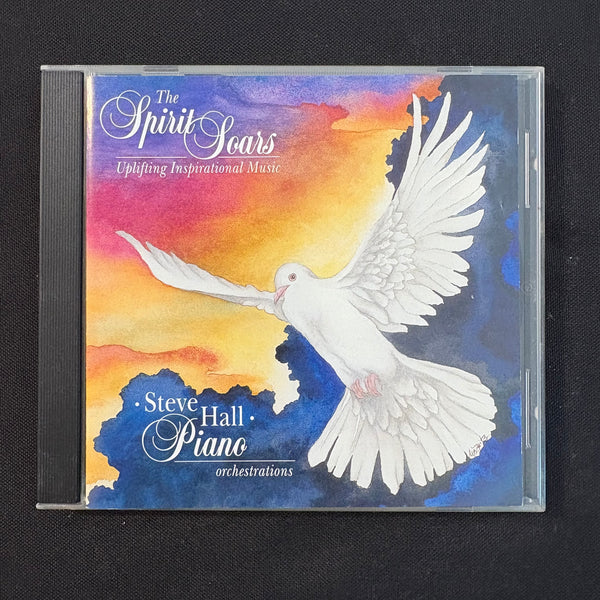 The
Spirit Soars
Uplifting Inspirational Music
· Steve
Hall ·
Piano
orchestrations